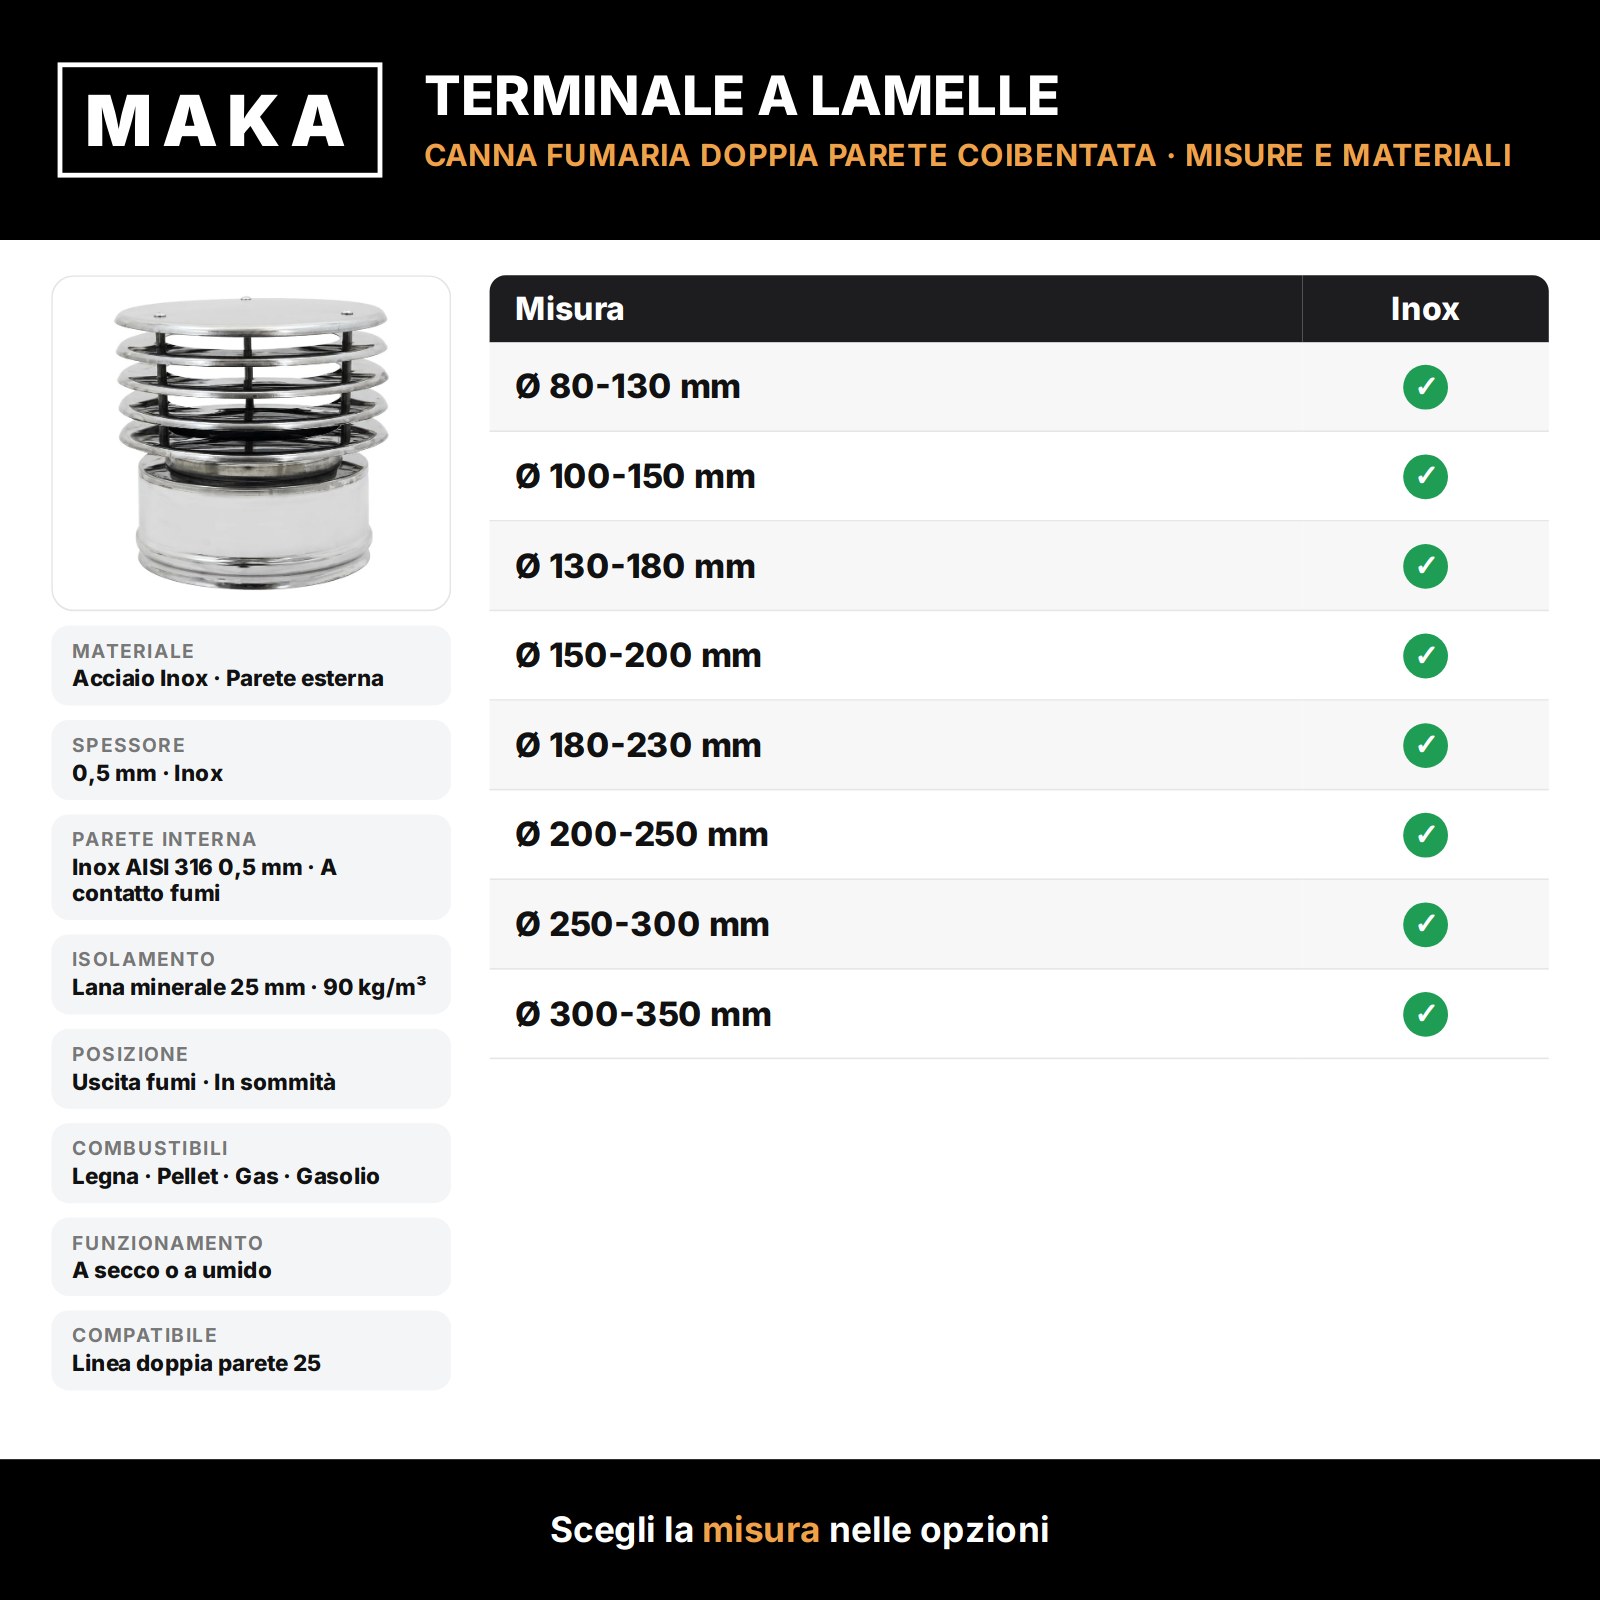 MAKA
TERMINALE A LAMELLE
CANNA FUMARIA DOPPIA PARETE COIBENTATA · MISURE E MATERIALI
MATERIALE
Acciaio Inox · Parete esterna
SPESSORE
0,5 mm · Inox
PARETE INTERNA
Inox AISI 316 0,5 mm · A
contatto fumi
ISOLAMENTO
Lana minerale 25 mm · 90 kg/m³
POSIZIONE
Uscita fumi · In sommità
COMBUSTIBILI
Legna · Pellet · Gas · Gasolio
FUNZIONAMENTO
A secco o a umido
COMPATIBILE
Linea doppia parete 25
Misura Inox
Ø 80-130 mm ✓
Ø 100-150 mm ✓
Ø 130-180 mm ✓
Ø 150-200 mm ✓
Ø 180-230 mm ✓
Ø 200-250 mm ✓
Ø 250-300 mm ✓
Ø 300-350 mm ✓
Scegli la misura nelle opzioni